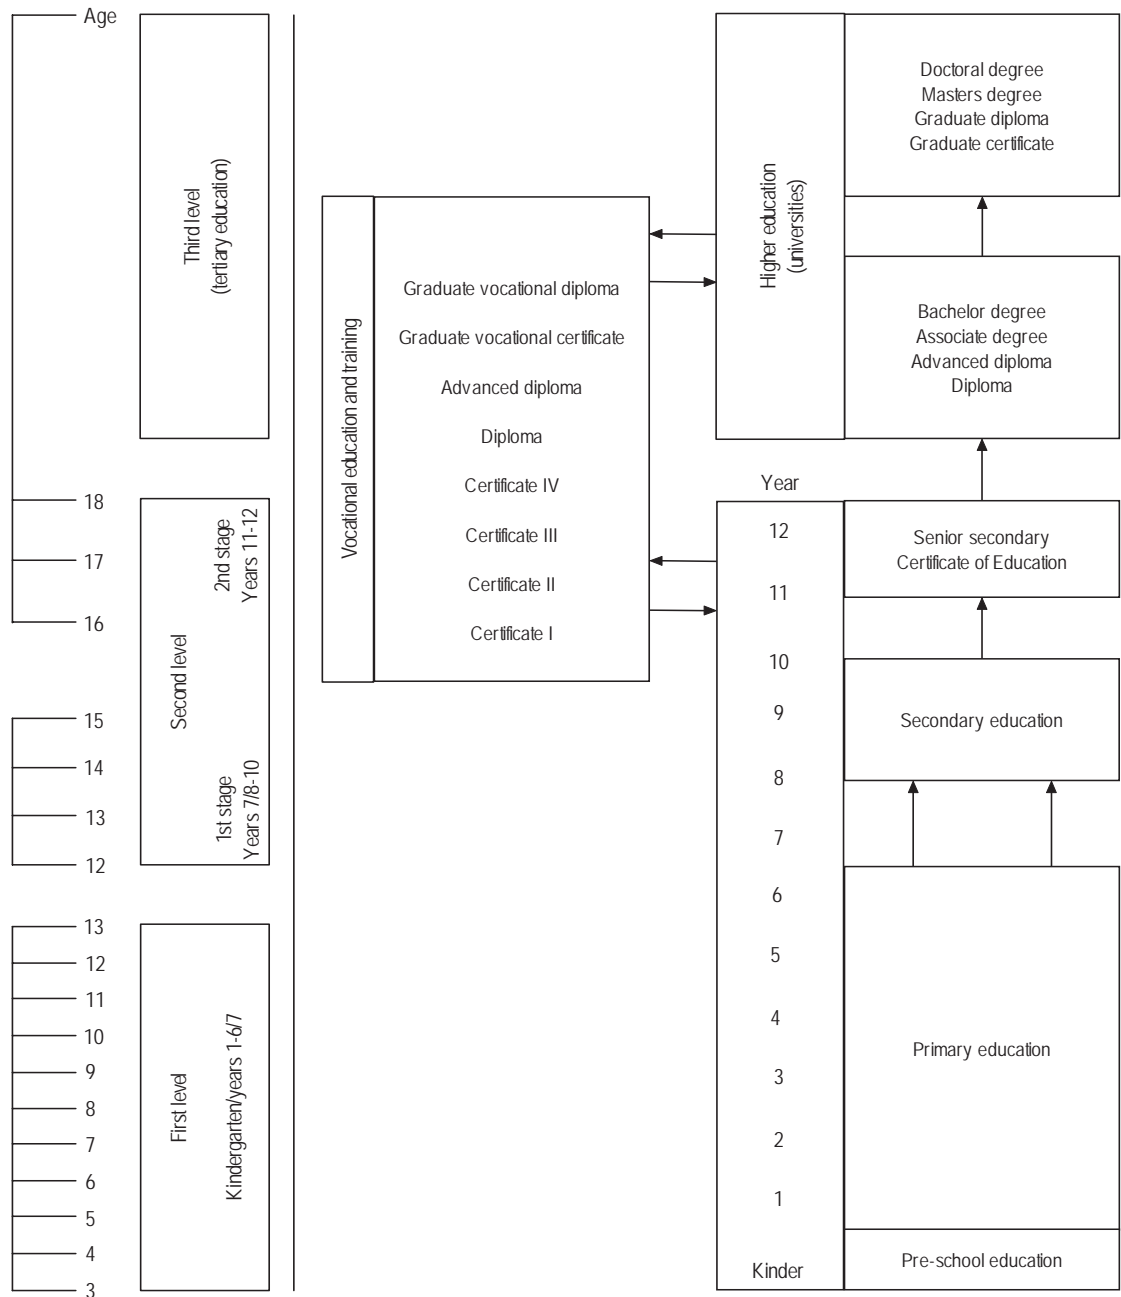 Age
18
17
16
15
14
13
12
13
12
11
10
9
8
7
6
5
4
3
Third level
(tertiary education)
2nd stage
Years 11-12
Second level
1st stage
Years 7/8-10
First level
Kindergarten/years 1-6/7
Vocational education and training
Graduate vocational diploma
Graduate vocational certificate
Advanced diploma
Diploma
Certificate IV
Certificate III
Certificate II
Certificate I
Higher education
(universities)
Year
12
11
10
9
8
7
6
5
4
3
2
1
Kinder
Doctoral degree
Masters degree
Graduate diploma
Graduate certificate
Bachelor degree
Associate degree
Advanced diploma
Diploma
Senior secondary
Certificate of Education
Secondary education
Primary education
Pre-school education